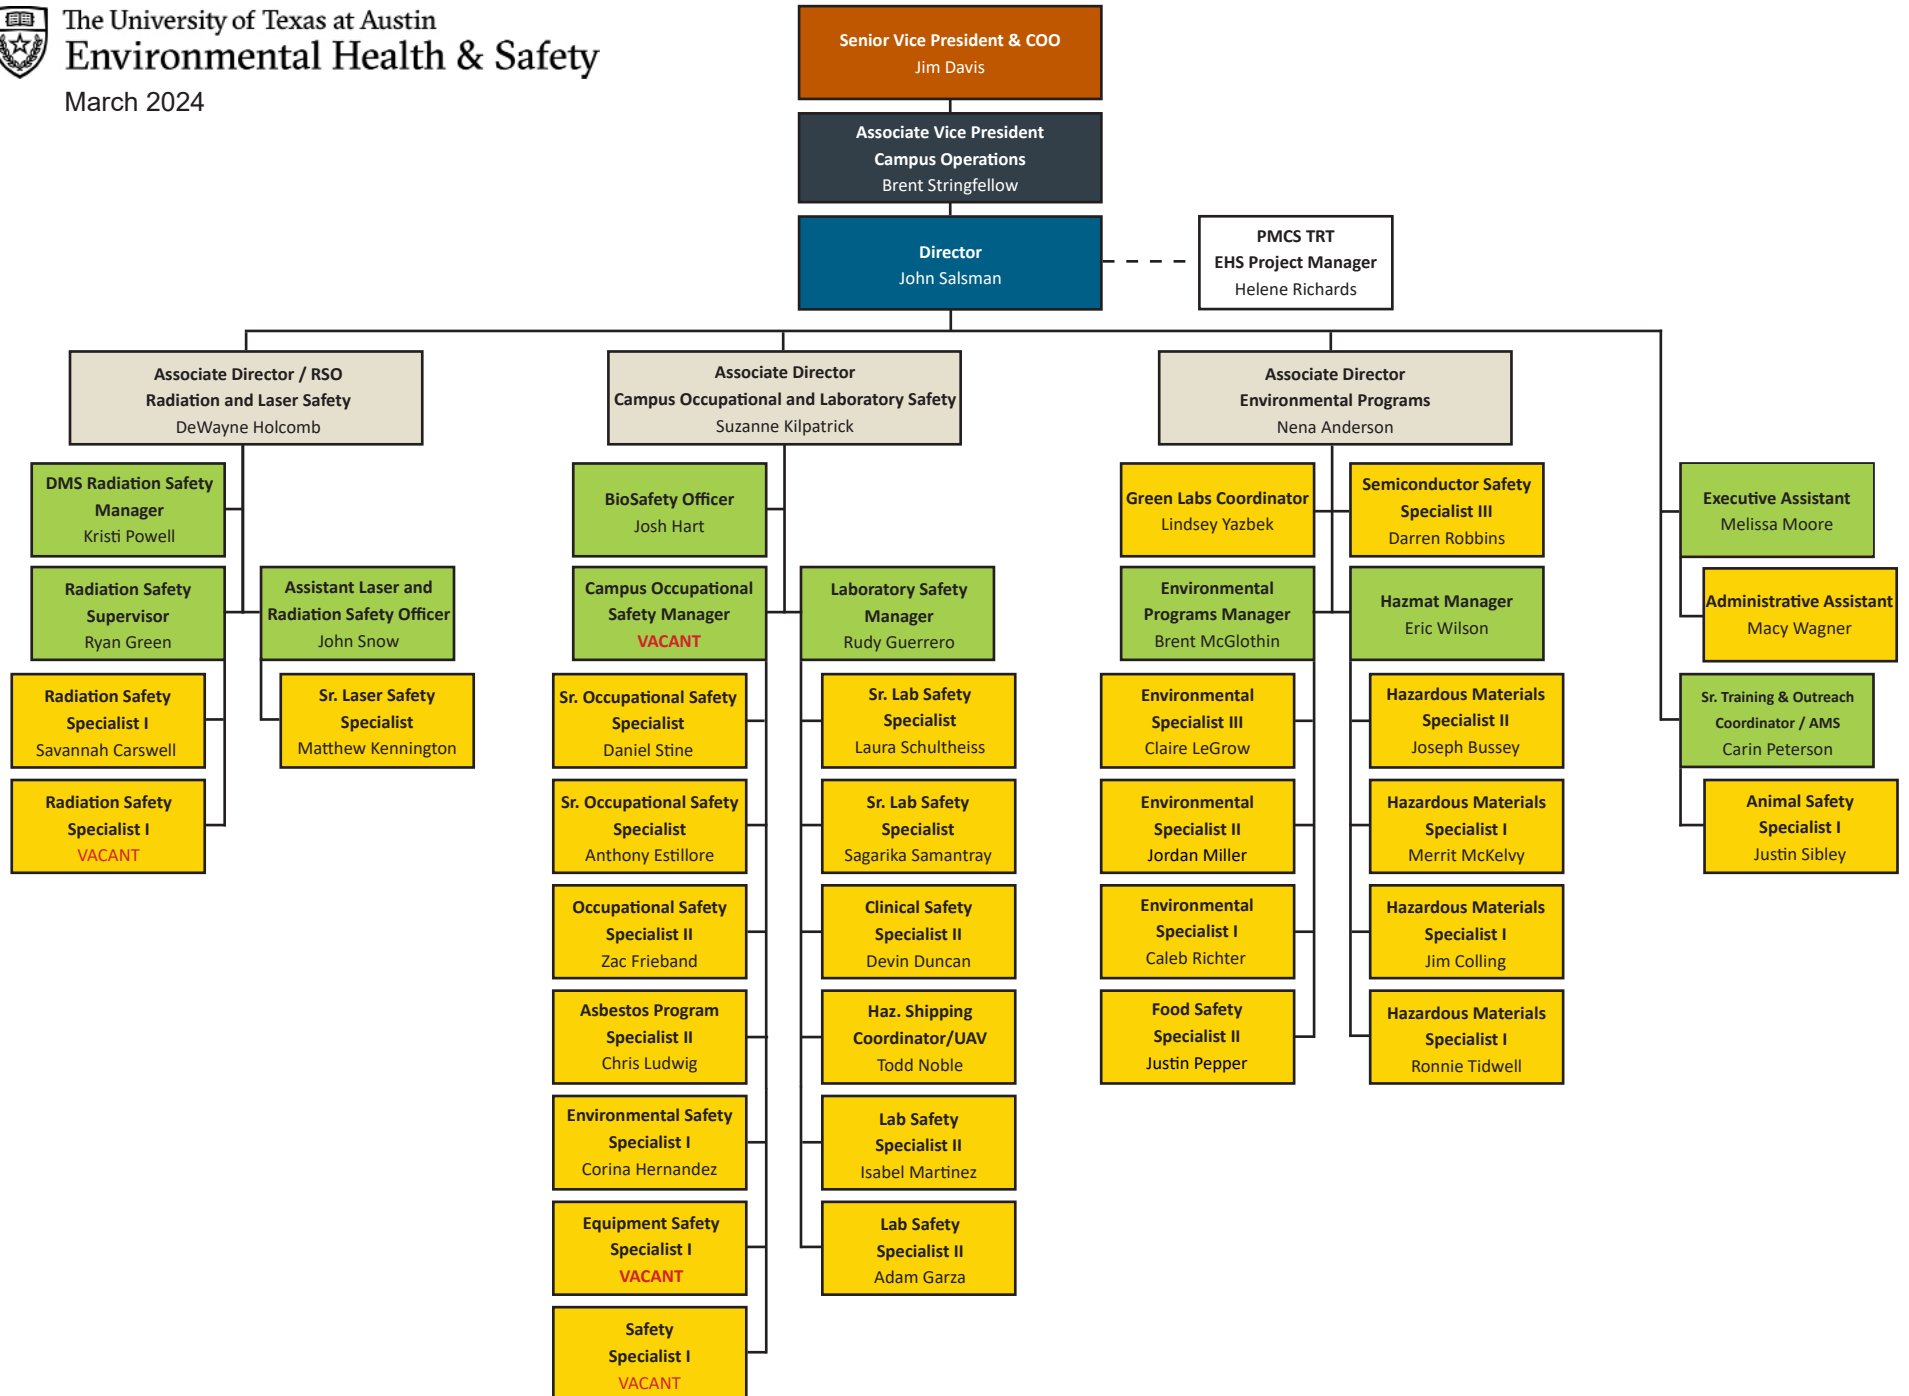 The University of Texas at Austin
Environmental Health & Safety
March 2024
Senior Vice President & COO
Jim Davis
Associate Vice President
Campus Operations
Brent Stringfellow
Director
John Salsman
PMCS TRT
EHS Project Manager
Helene Richards
Associate Director / RSO
Radiation and Laser Safety
DeWayne Holcomb
DMS Radiation Safety
Manager
Kristi Powell
Radiation Safety
Supervisor
Ryan Green
Assistant Laser and
Radiation Safety Officer
John Snow
Radiation Safety
Specialist I
Savannah Carswell
Radiation Safety
Specialist I
VACANT
Sr. Laser Safety
Specialist
Matthew Kennington
Associate Director
Campus Occupational and Laboratory Safety
Suzanne Kilpatrick
BioSafety Officer
Josh Hart
Campus Occupational
Safety Manager
VACANT
Laboratory Safety
Manager
Rudy Guerrero
Sr. Occupational Safety
Specialist
Daniel Stine
Sr. Occupational Safety
Specialist
Anthony Estillore
Occupational Safety
Specialist II
Zac Frieband
Asbestos Program
Specialist II
Chris Ludwig
Environmental Safety
Specialist I
Corina Hernandez
Equipment Safety
Specialist I
VACANT
Safety
Specialist I
VACANT
Sr. Lab Safety
Specialist
Laura Schultheiss
Sr. Lab Safety
Specialist
Sagarika Samantray
Clinical Safety
Specialist II
Devin Duncan
Haz. Shipping
Coordinator/UAV
Todd Noble
Lab Safety
Specialist II
Isabel Martinez
Lab Safety
Specialist II
Adam Garza
Associate Director
Environmental Programs
Nena Anderson
Green Labs Coordinator
Lindsey Yazbek
Semiconductor Safety
Specialist III
Darren Robbins
Environmental
Programs Manager
Brent McGlothin
Hazmat Manager
Eric Wilson
Environmental
Specialist III
Claire LeGrow
Environmental
Specialist II
Jordan Miller
Environmental
Specialist I
Caleb Richter
Food Safety
Specialist II
Justin Pepper
Hazardous Materials
Specialist II
Joseph Bussey
Hazardous Materials
Specialist I
Merrit McKelvy
Hazardous Materials
Specialist I
Jim Colling
Hazardous Materials
Specialist I
Ronnie Tidwell
Executive Assistant
Melissa Moore
Administrative Assistant
Macy Wagner
Sr. Training & Outreach
Coordinator / AMS
Carin Peterson
Animal Safety
Specialist I
Justin Sibley